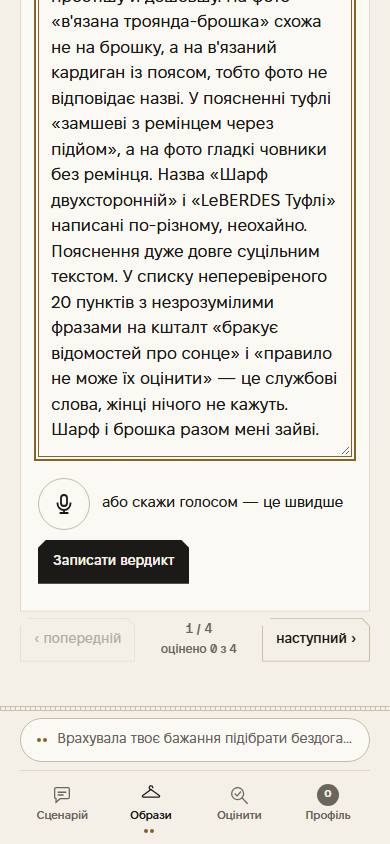 «в'язана троянда-брошка» схожа
не на брошку, а на в'язаний
кардиган із поясом, тобто фото не
відповідає назві. У поясненні туфлі
«замшеві з ремінцем через
підйом», а на фото гладкі човники
без ремінця. Назва «Шарф
двухсторонній» і «LeBERDES Туфлі»
написані по-різному, неохайно.
Пояснення дуже довге суцільним
текстом. У списку неперевіреного
20 пунктів з незрозумілими
фразами на кшталт «бракує
відомостей про сонце» і «правило
не може їх оцінити» — це службові
слова, жінці нічого не кажуть.
Шарф і брошка разом мені зайві.
або скажи голосом — це швидше
Записати вердикт
‹ попередній
1 / 4
оцінено 0 з 4
наступний ›
Врахувала твоє бажання підібрати бездога...
Сценарій
Образи
Оцінити
0
Профіль